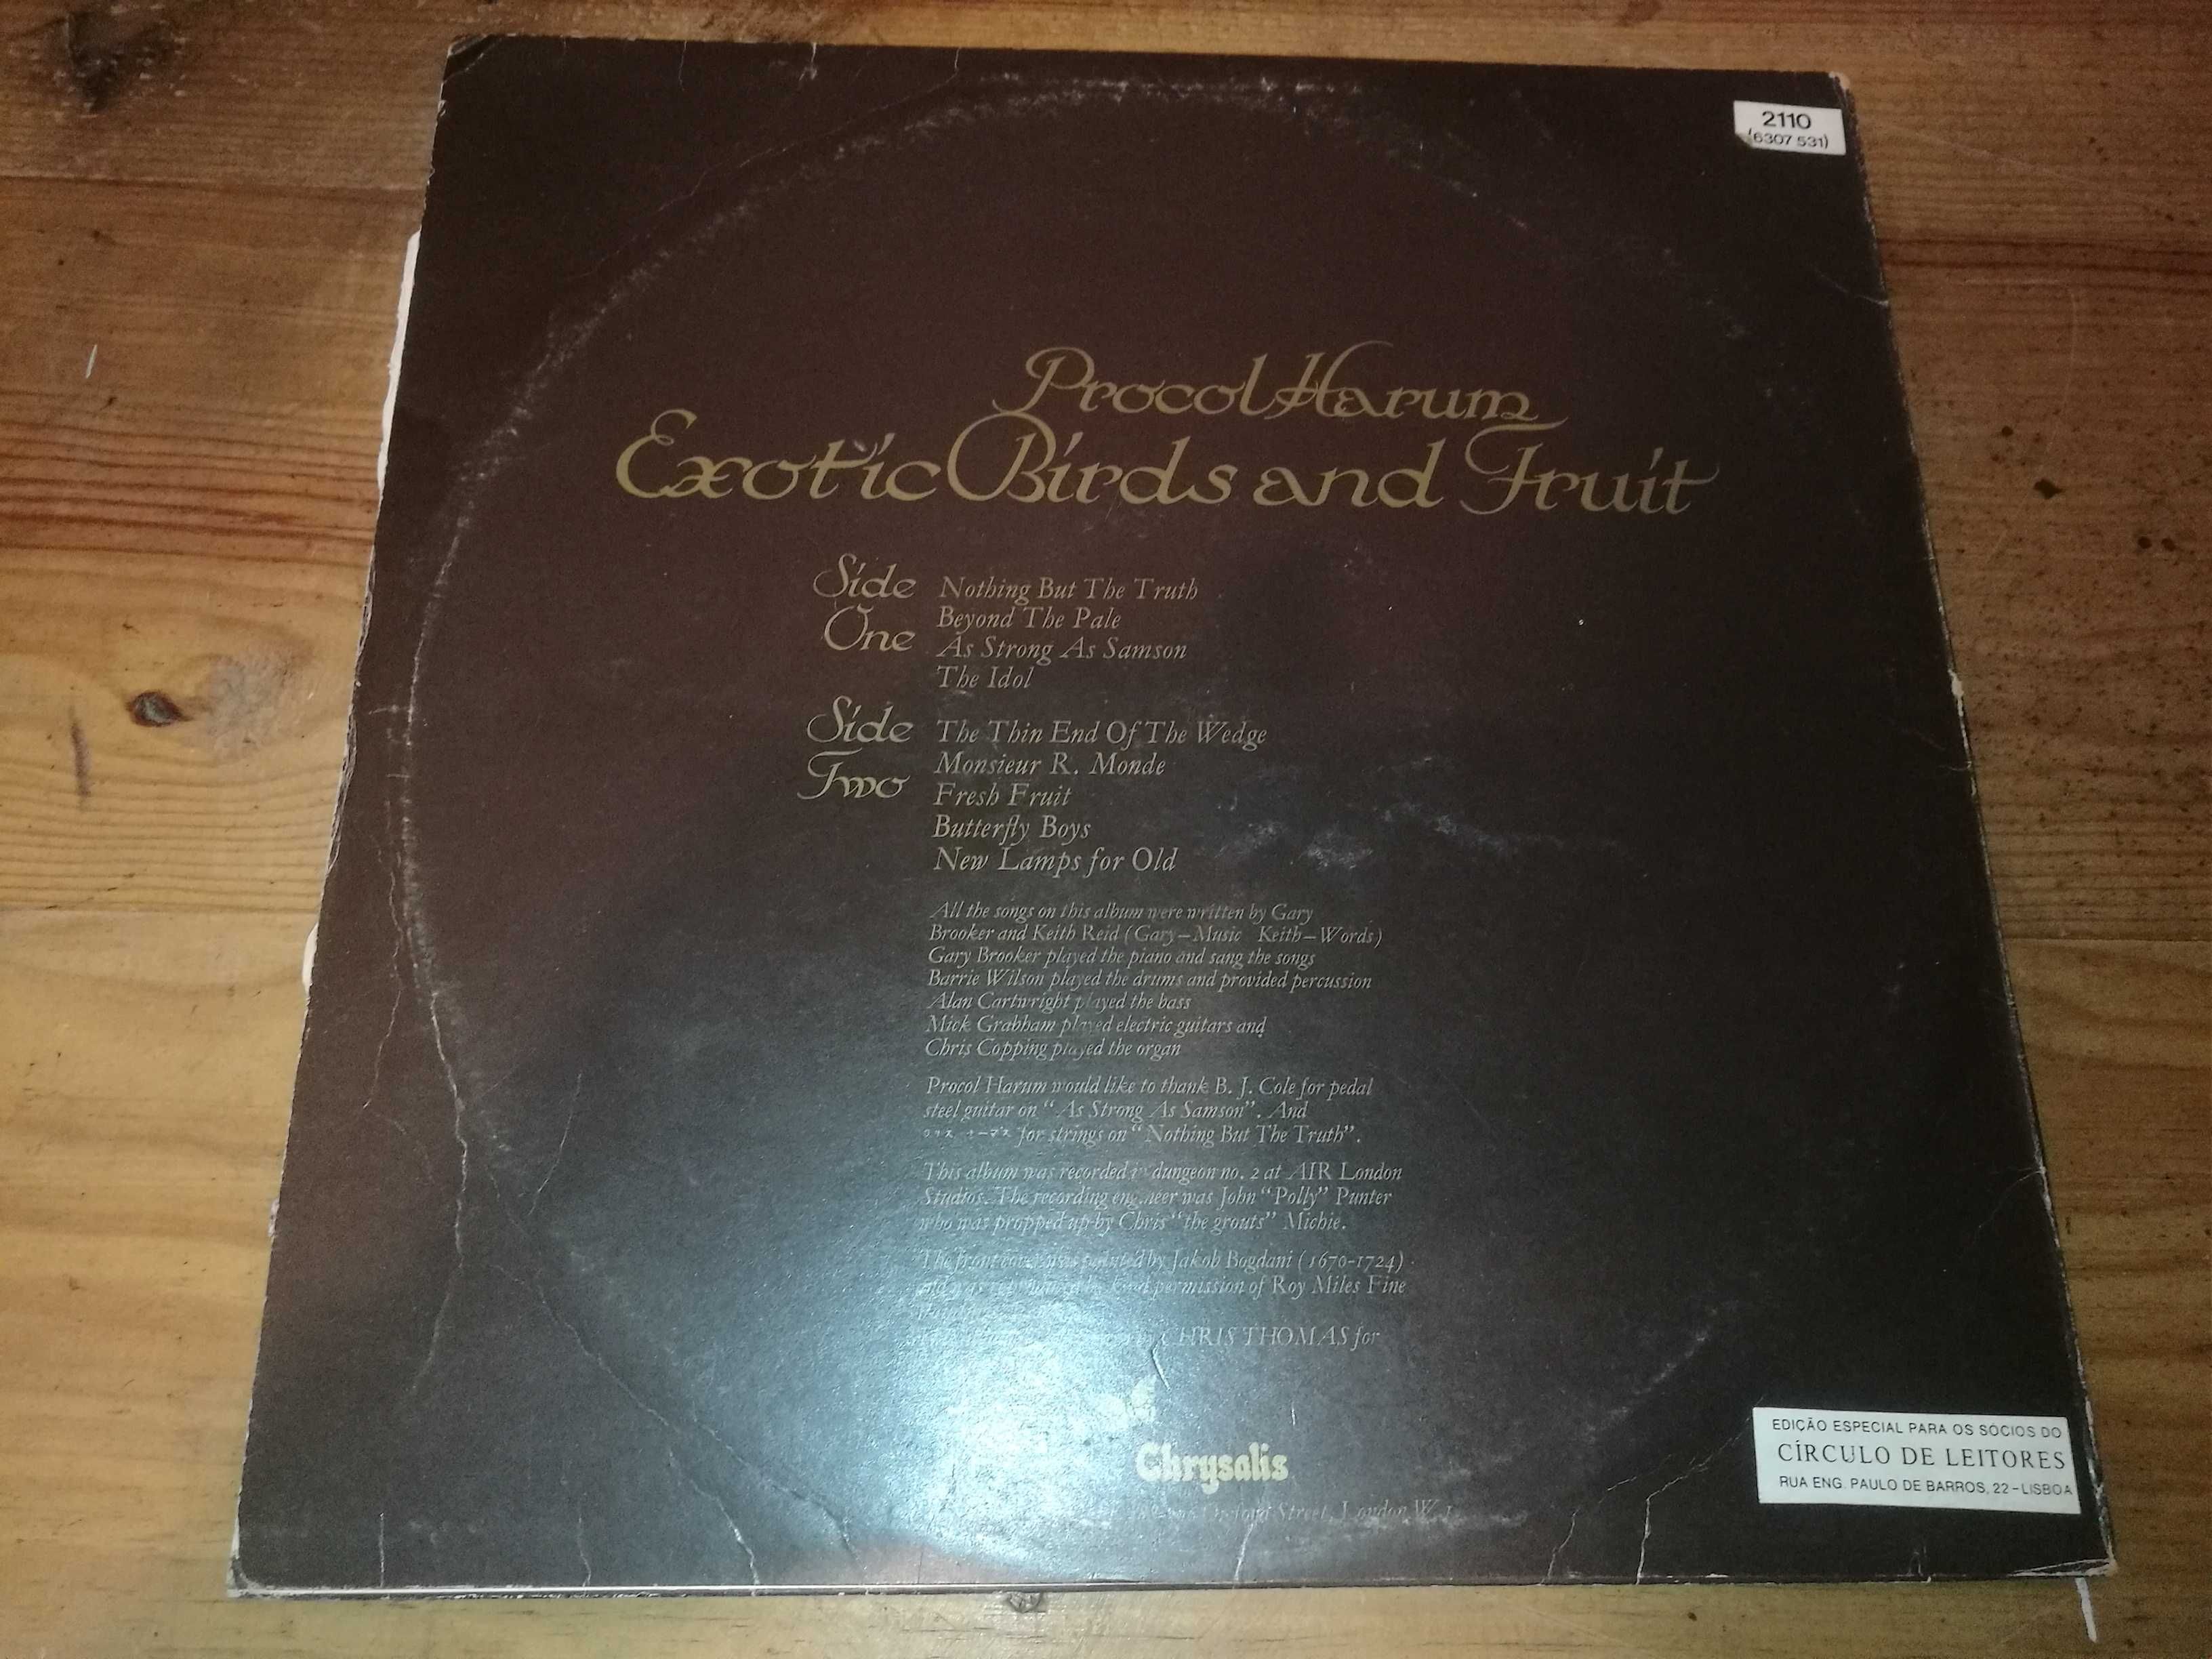 2110
(6307 531)
Procol Harum
Exotic Birds and Fruit
Side One
Nothing But The Truth
Beyond The Pale
As Strong As Samson
The Idol
Side Two
The Thin End Of The Wedge
Monsieur R. Monde
Fresh Fruit
Butterfly Boys
New Lamps for Old
All the songs on this album were written by Gary
Brooker and Keith Reid (Gary–Music Keith–Words)
Gary Brooker played the piano and sang the songs
Barrie Wilson played the drums and provided percussion
Alan Cartwright played the bass
Mick Grabham played electric guitars and
Chris Copping played the organ
Procol Harum would like to thank B. J. Cole for pedal
steel guitar on "As Strong As Samson". And
for strings on "Nothing But The Truth".
This album was recorded in dungeon no. 2 at AIR London
Studios. The recording engineer was John "Polly" Punter
who was propped up by Chris "the grouts" Michie.
The front cover was painted by Jakob Bogdani (1670-1724)
permission of Roy Miles Fine
CHRIS THOMAS for
Chrysalis
Oxford Street, London W.1
EDIÇÃO ESPECIAL PARA OS SÓCIOS DO
CÍRCULO DE LEITORES
RUA ENG. PAULO DE BARROS, 22-LISBOA